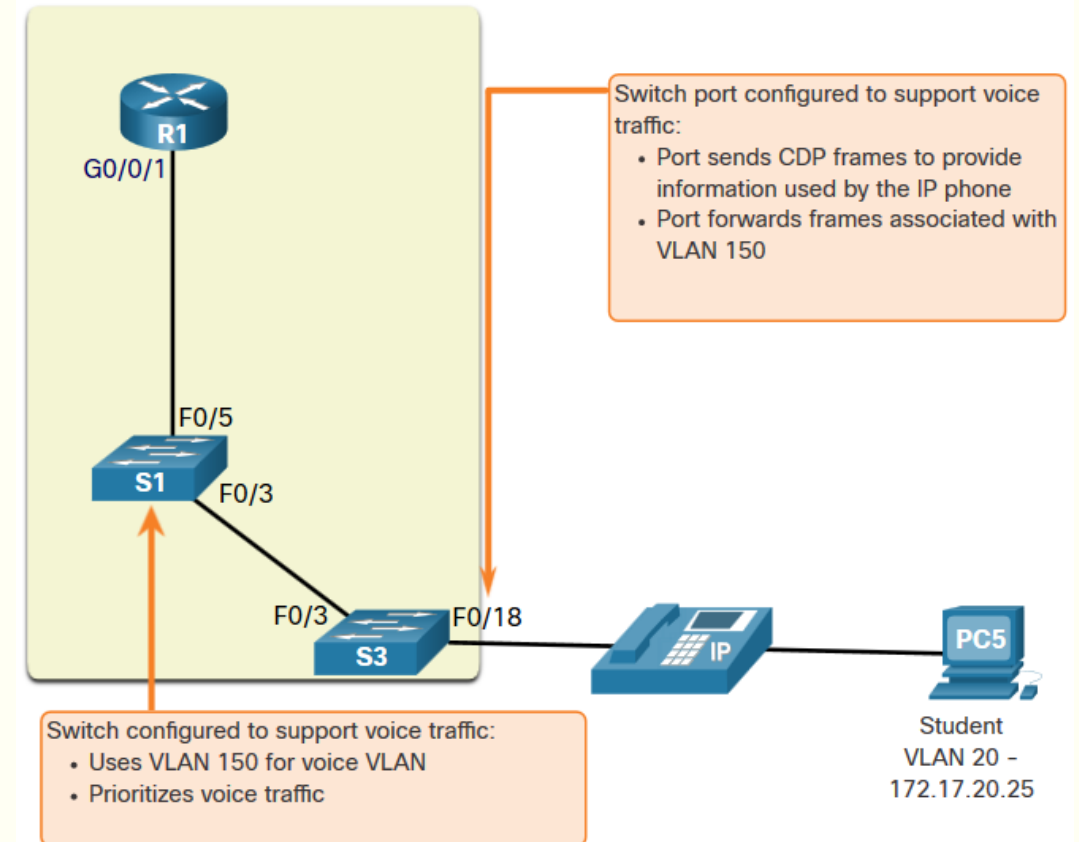 R1
G0/0/1
Switch port configured to support voice
traffic:
• Port sends CDP frames to provide
information used by the IP phone
• Port forwards frames associated with
VLAN 150
F0/5
S1
F0/3
F0/3
F0/18
S3
IP
PC5
Student
VLAN 20 –
172.17.20.25
Switch configured to support voice traffic:
• Uses VLAN 150 for voice VLAN
• Prioritizes voice traffic